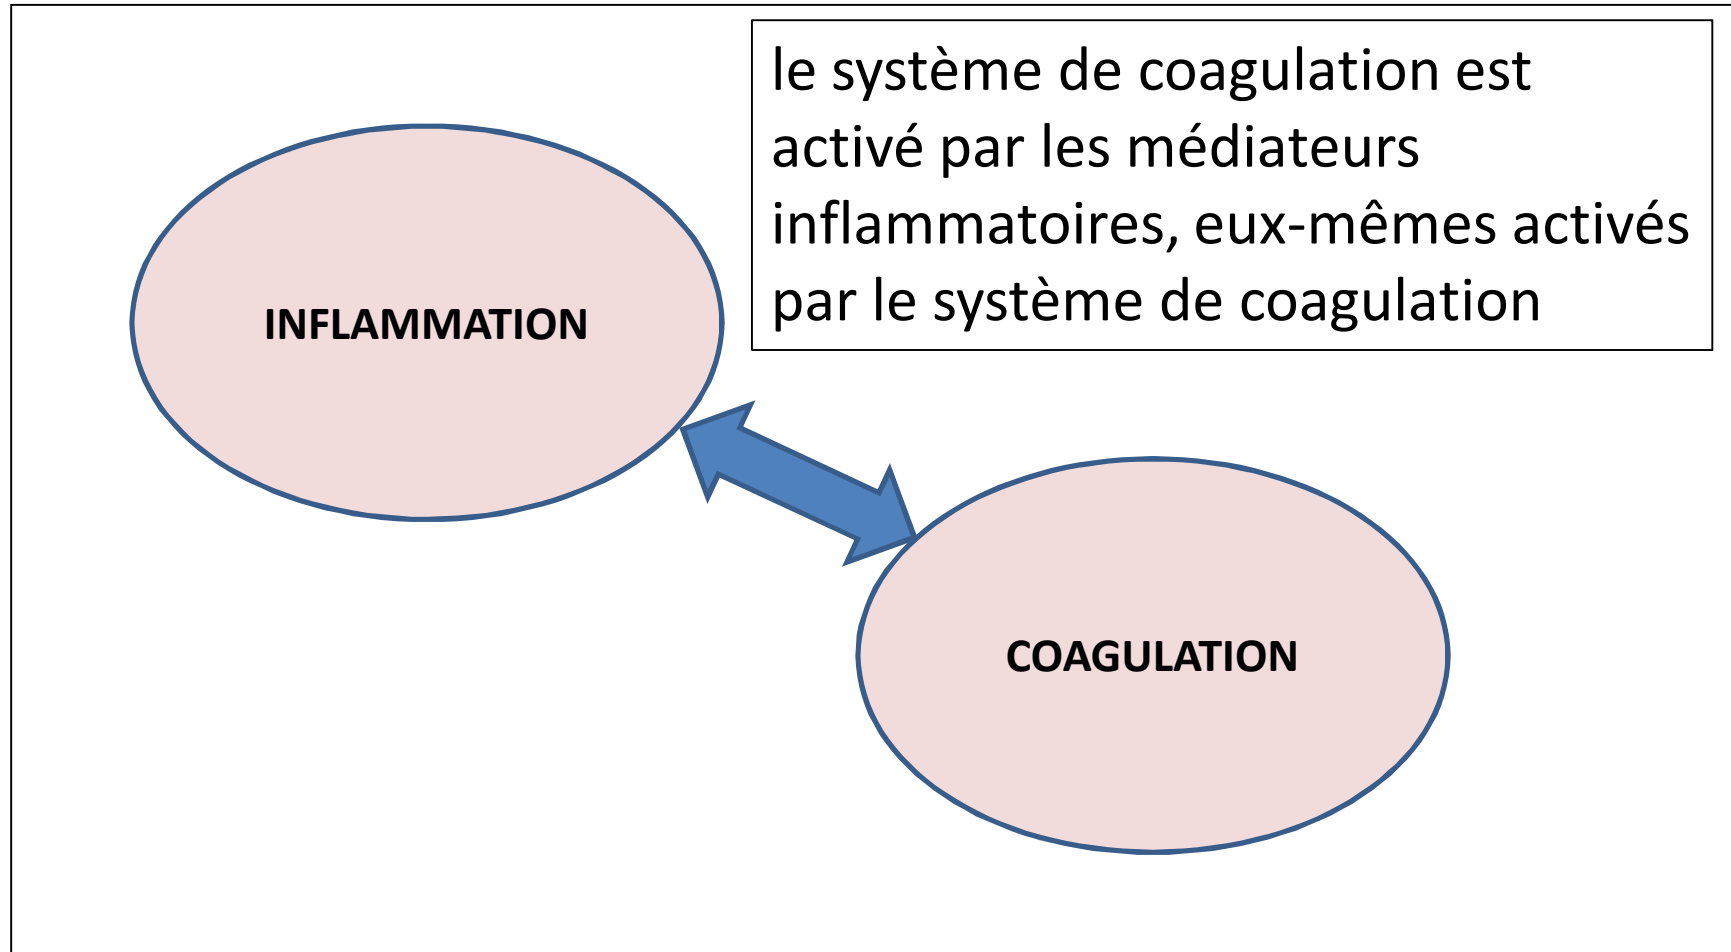 le système de coagulation est
activé par les médiateurs
inflammatoires, eux-mêmes activés
par le système de coagulation
INFLAMMATION
COAGULATION